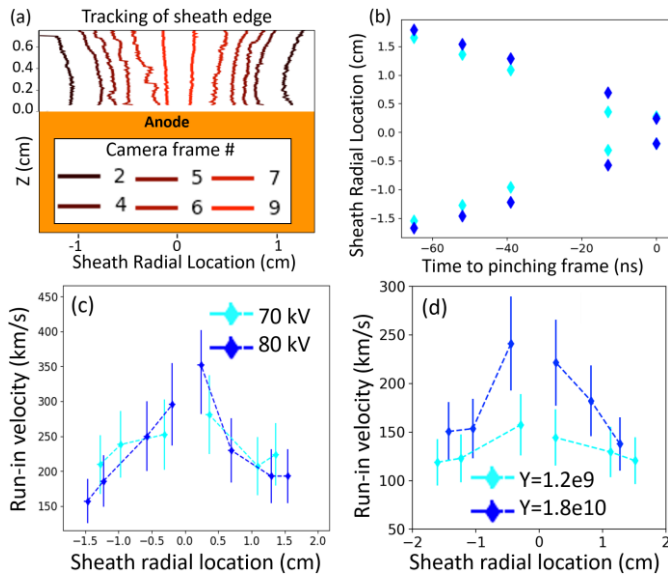 (a)
Tracking of sheath edge
0.6
0.4
0.2
0.0
Z (cm)
Anode
Camera frame #
2 5 7
4 6 9
-1 0 1
Sheath Radial Location (cm)
(b)
1.5
1.0
0.5
0.0
-0.5
-1.0
-1.5
Sheath Radial Location (cm)
−60 −40 −20 0
Time to pinching frame (ns)
(c)
70 kV
80 kV
450
400
350
300
250
200
150
Run-in velocity (km/s)
-1.5 -1.0 -0.5 0.0 0.5 1.0 1.5 2.0
Sheath radial location (cm)
(d)
300
250
200
150
100
50
Run-in velocity (km/s)
Y=1.2e9
Y=1.8e10
−2 −1 0 1 2
Sheath radial location (cm)